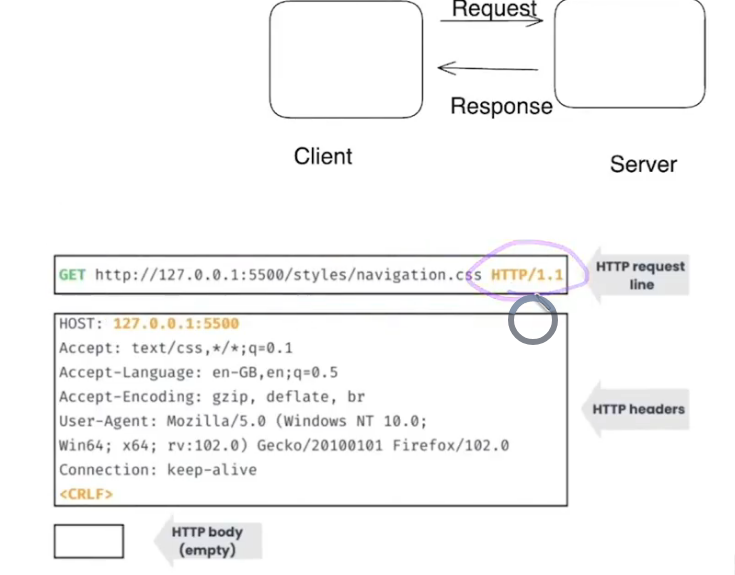 Request
Response
Client
Server
GET http://127.0.0.1:5500/styles/navigation.css HTTP/1.1
HTTP request
line
HOST: 127.0.0.1:5500
Accept: text/css,*/*;q=0.1
Accept-Language: en-GB,en;q=0.5
Accept-Encoding: gzip, deflate, br
User-Agent: Mozilla/5.0 (Windows NT 10.0;
Win64; x64; rv:102.0) Gecko/20100101 Firefox/102.0
Connection: keep-alive
<CRLF>
HTTP headers
HTTP body
(empty)